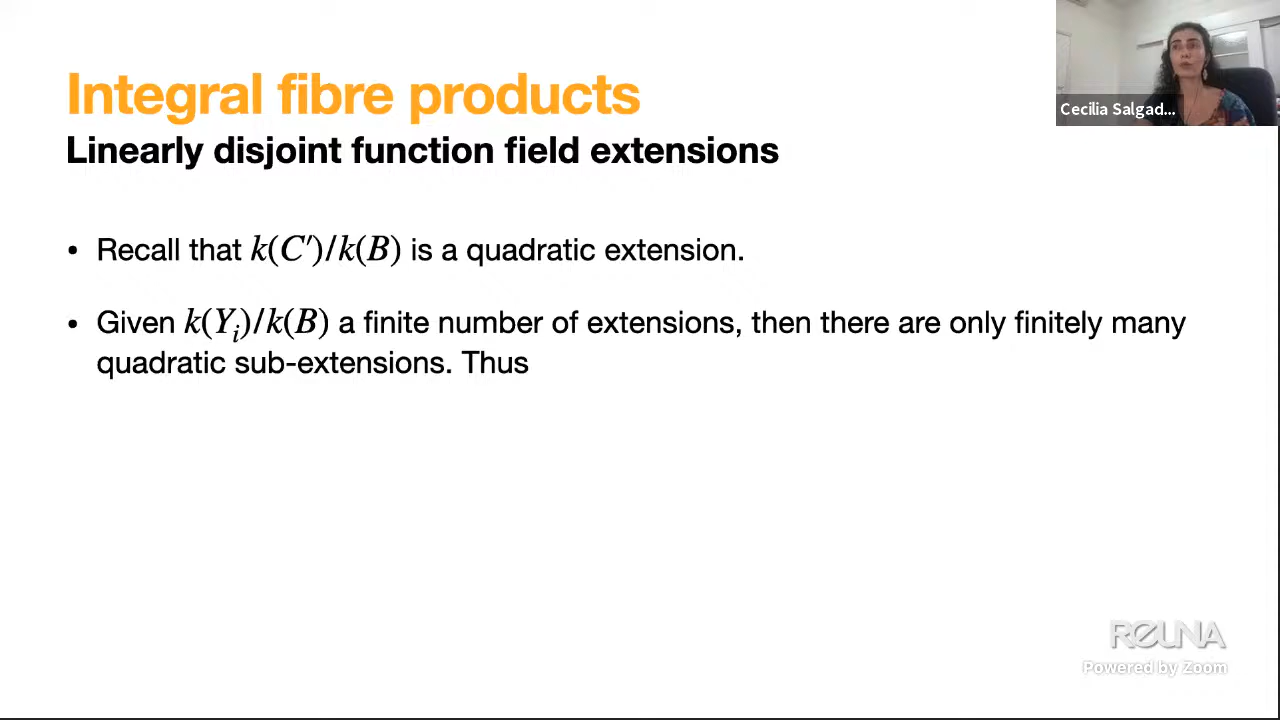 Cecilia Salgad...
Integral fibre products
Linearly disjoint function field extensions
• Recall that k(C′)/k(B) is a quadratic extension.
• Given k(Y_i)/k(B) a finite number of extensions, then there are only finitely many
quadratic sub-extensions. Thus
REUNA
Powered by Zoom